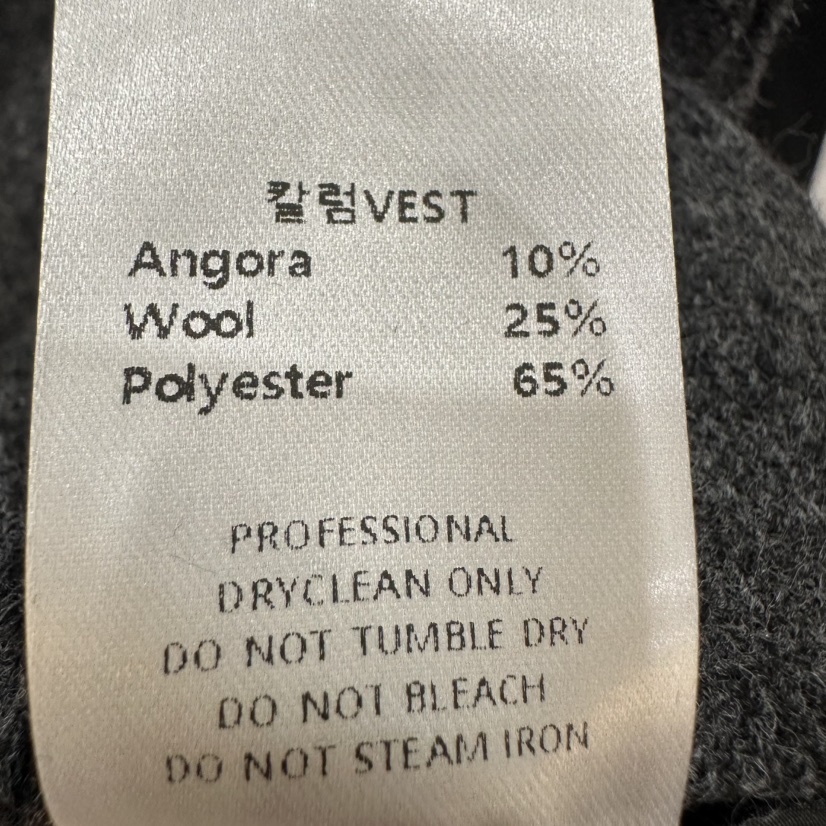 칼럼VEST
Angora 10%
Wool 25%
Polyester 65%
PROFESSIONAL
DRYCLEAN ONLY
DO NOT TUMBLE DRY
DO NOT BLEACH
DO NOT STEAM IRON